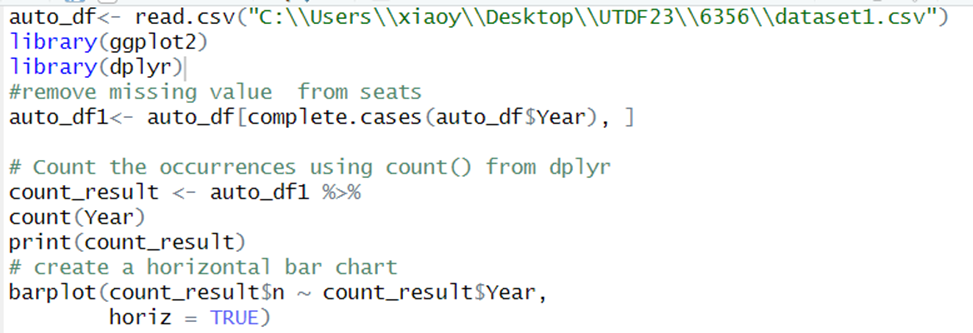 auto_df<- read.csv("C:\\Users\\xiaoy\\Desktop\\UTDF23\\6356\\dataset1.csv")
library(ggplot2)
library(dplyr)
#remove missing value  from seats
auto_df1<- auto_df[complete.cases(auto_df$Year), ]

# Count the occurrences using count() from dplyr
count_result <- auto_df1 %>%
count(Year)
print(count_result)
# create a horizontal bar chart
barplot(count_result$n ~ count_result$Year,
        horiz = TRUE)